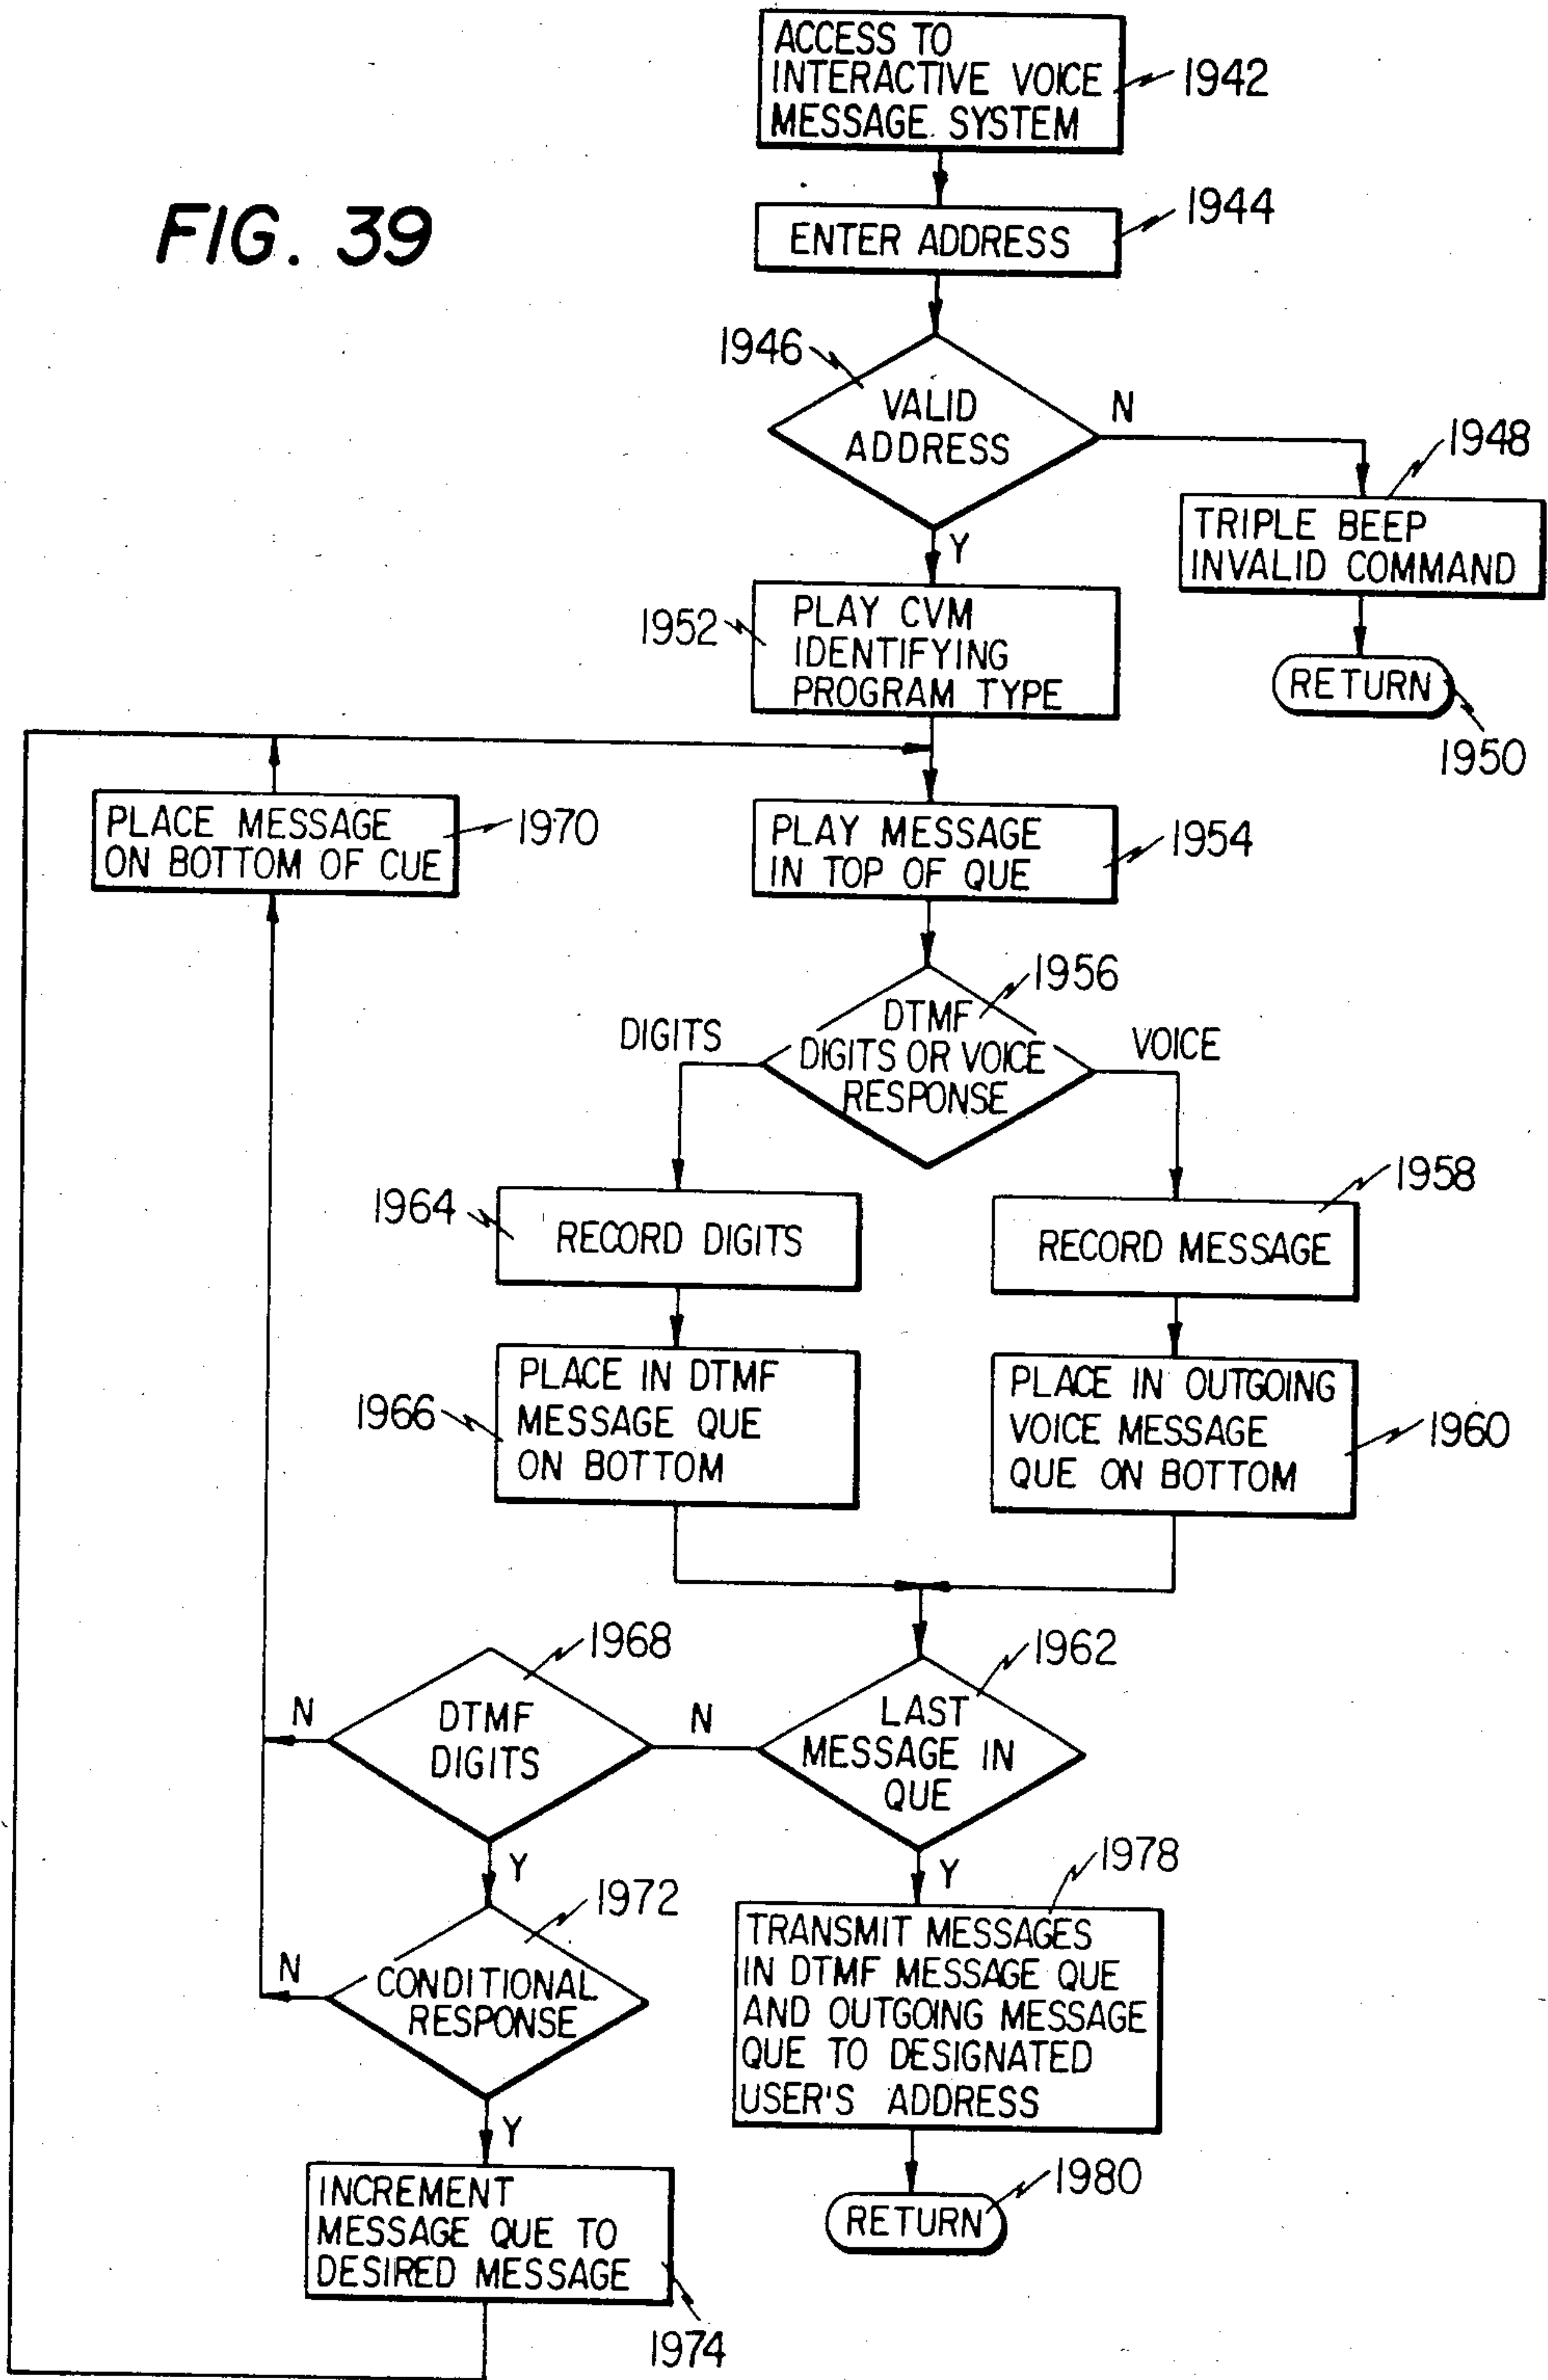 FIG. 39
ACCESS TO
INTERACTIVE VOICE
MESSAGE SYSTEM
1942
ENTER ADDRESS
1944
1946
VALID
ADDRESS
N
Y
1948
TRIPLE BEEP
INVALID COMMAND
RETURN
1950
1952
PLAY CVM
IDENTIFYING
PROGRAM TYPE
PLACE MESSAGE
ON BOTTOM OF CUE
1970
PLAY MESSAGE
IN TOP OF QUE
1954
1956
DTMF
DIGITS OR VOICE
RESPONSE
DIGITS
VOICE
1964
RECORD DIGITS
1958
RECORD MESSAGE
1966
PLACE IN DTMF
MESSAGE QUE
ON BOTTOM
PLACE IN OUTGOING
VOICE MESSAGE
QUE ON BOTTOM
1960
1968
DTMF
DIGITS
N
N
Y
1962
LAST
MESSAGE IN
QUE
Y
1972
CONDITIONAL
RESPONSE
N
Y
1978
TRANSMIT MESSAGES
IN DTMF MESSAGE QUE
AND OUTGOING MESSAGE
QUE TO DESIGNATED
USER'S ADDRESS
INCREMENT
MESSAGE QUE TO
DESIRED MESSAGE
1974
RETURN
1980